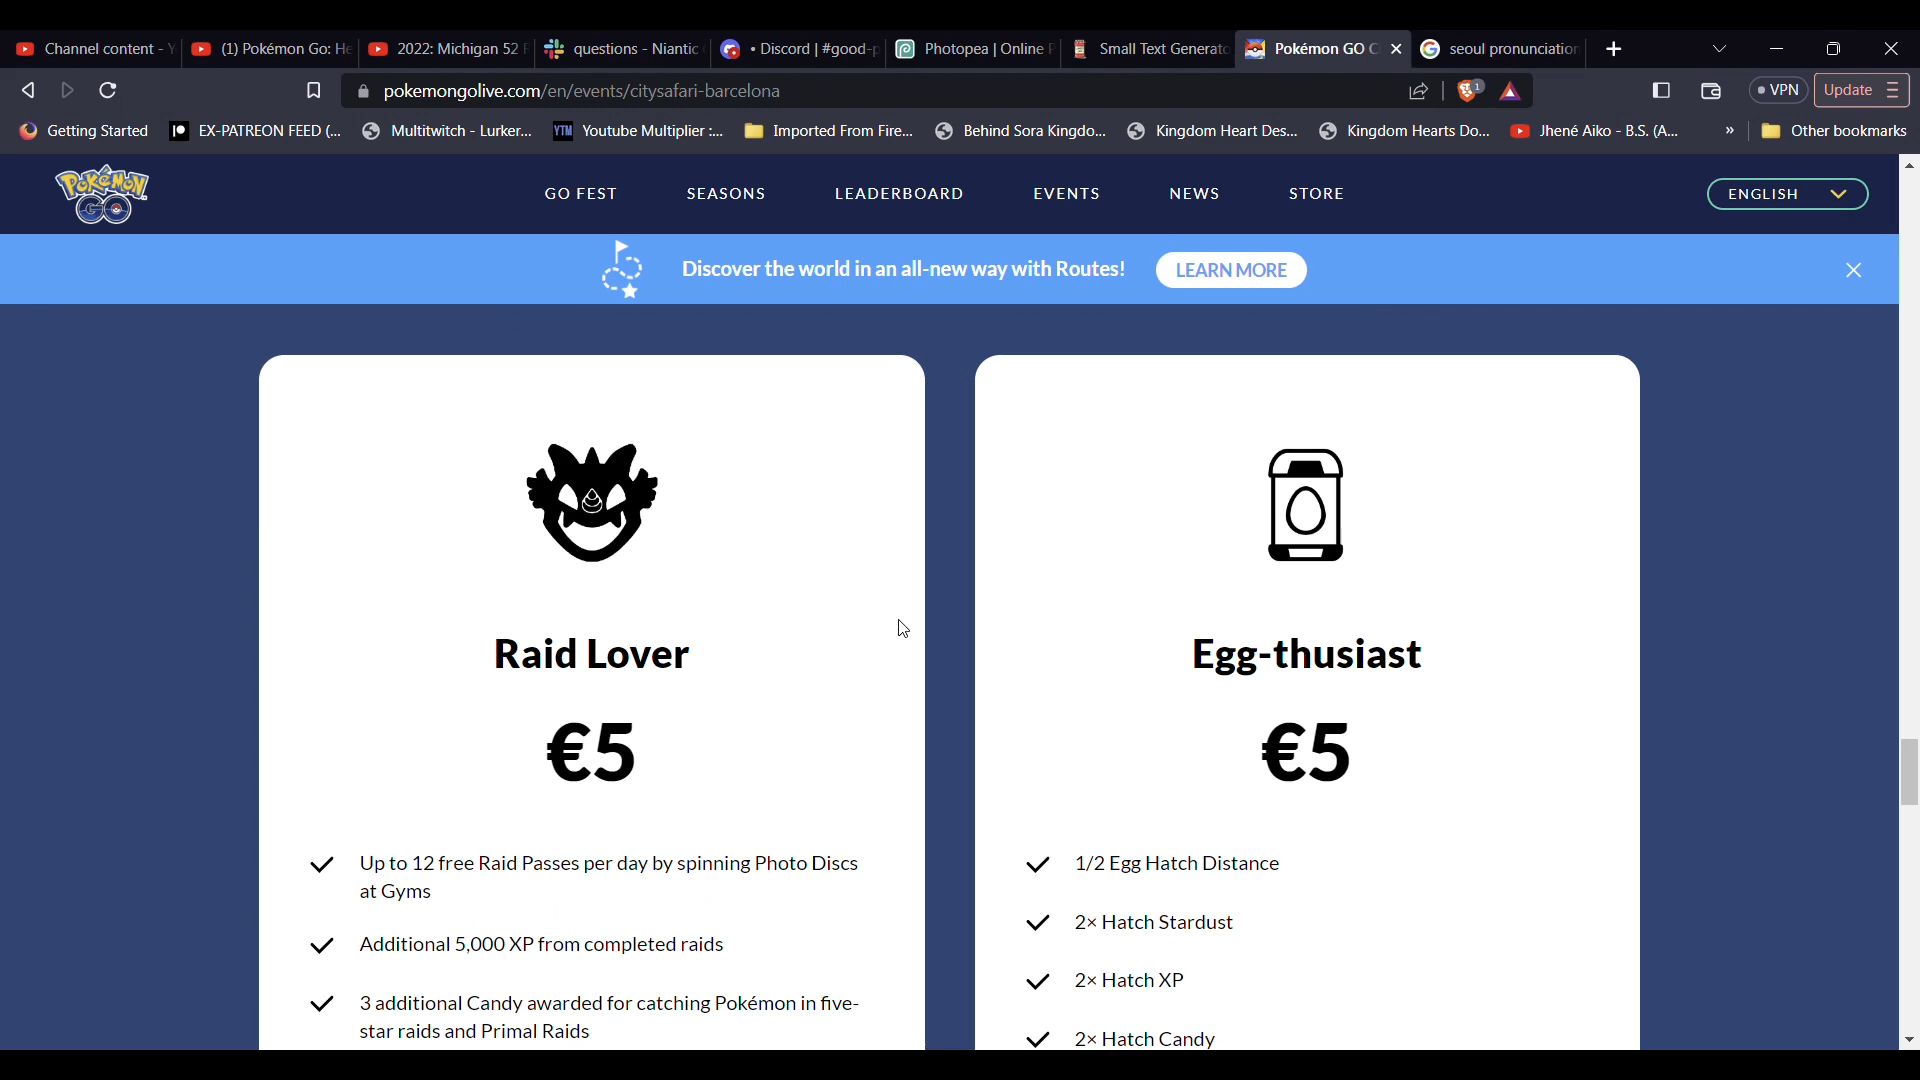 Channel content - Y
(1) Pokémon Go: He
2022: Michigan 52 F
questions - Niantic
• Discord | #good-p
Photopea | Online P
Small Text Generato
Pokémon GO C
seoul pronunciation
pokemongolive.com/en/events/citysafari-barcelona
1
VPN
Update
Getting Started
EX-PATREON FEED (...
Multitwitch - Lurker...
YTM
Youtube Multiplier :...
Imported From Fire...
Behind Sora Kingdo...
Kingdom Heart Des...
Kingdom Hearts Do...
Jhené Aiko - B.S. (A...
»
Other bookmarks
POKéMON
GO
GO FEST
SEASONS
LEADERBOARD
EVENTS
NEWS
STORE
ENGLISH
Discover the world in an all-new way with Routes!
LEARN MORE
Raid Lover
€5
Up to 12 free Raid Passes per day by spinning Photo Discs
at Gyms
Additional 5,000 XP from completed raids
3 additional Candy awarded for catching Pokémon in five-
star raids and Primal Raids
Egg-thusiast
€5
1/2 Egg Hatch Distance
2× Hatch Stardust
2× Hatch XP
2× Hatch Candy